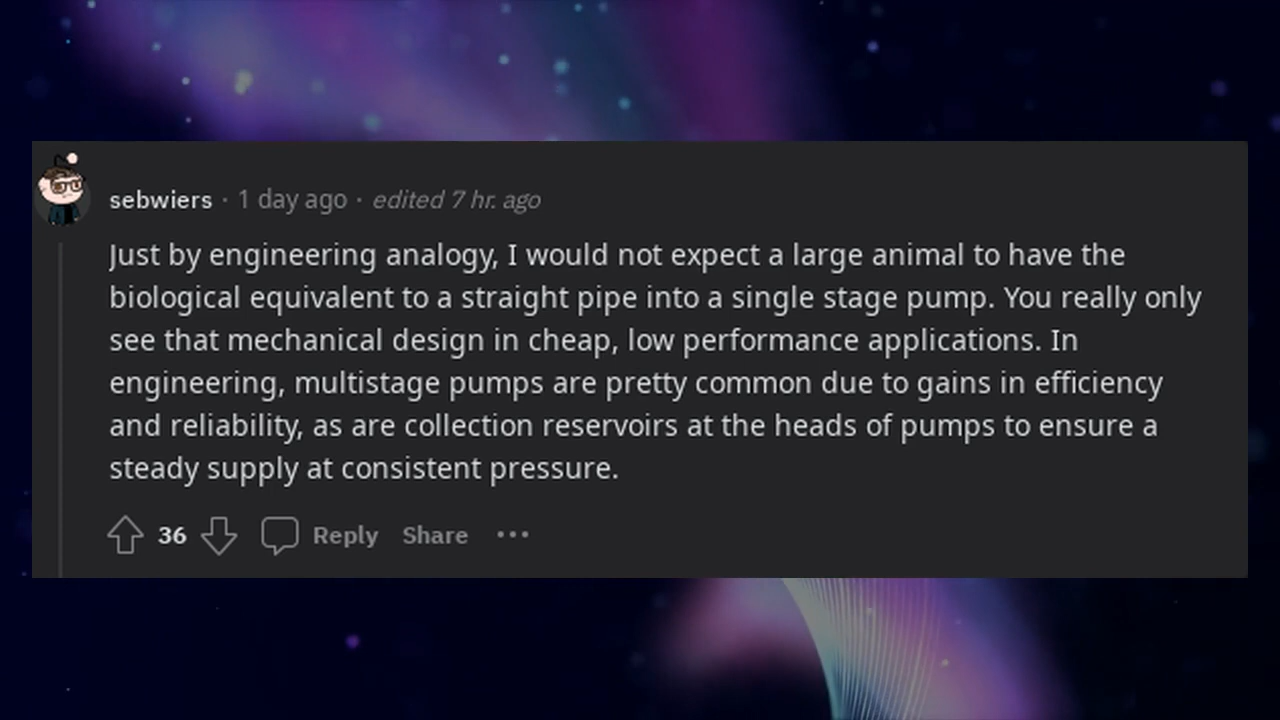 sebwiers · 1 day ago · edited 7 hr. ago
Just by engineering analogy, I would not expect a large animal to have the
biological equivalent to a straight pipe into a single stage pump. You really only
see that mechanical design in cheap, low performance applications. In
engineering, multistage pumps are pretty common due to gains in efficiency
and reliability, as are collection reservoirs at the heads of pumps to ensure a
steady supply at consistent pressure.
36 Reply Share